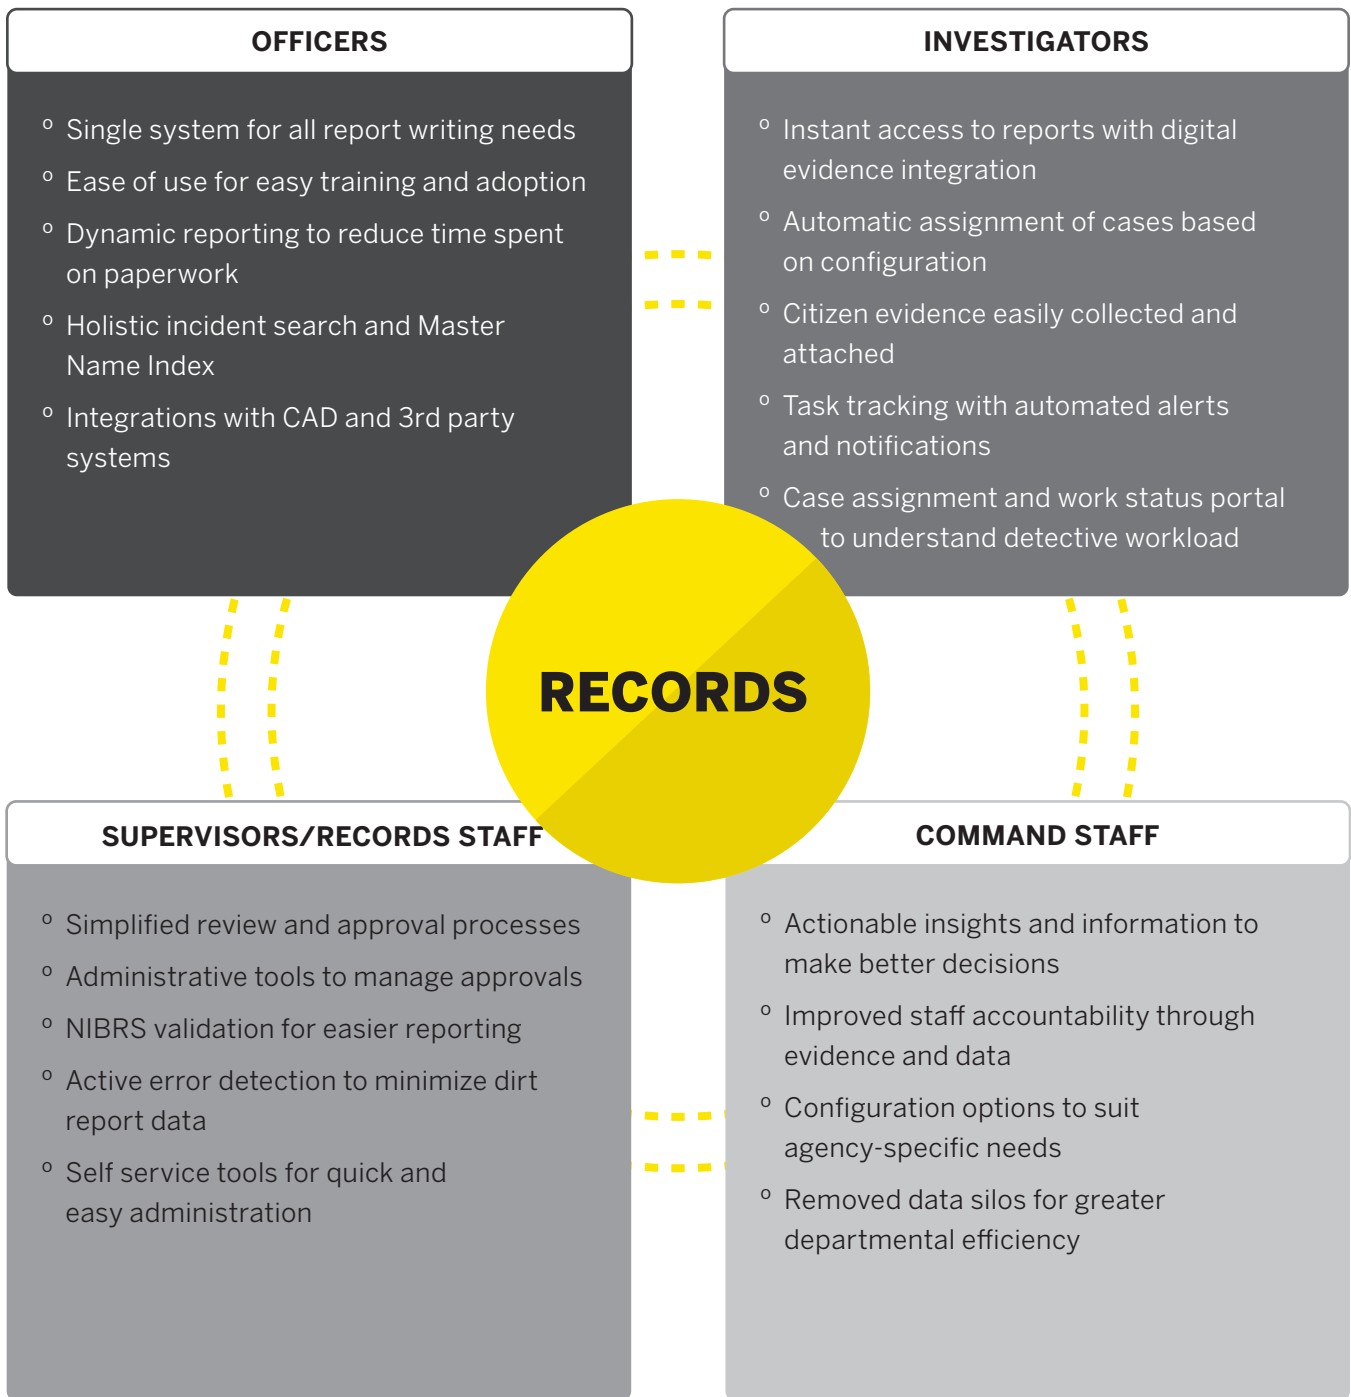 OFFICERS
º Single system for all report writing needs
º Ease of use for easy training and adoption
º Dynamic reporting to reduce time spent
on paperwork
º Holistic incident search and Master
Name Index
º Integrations with CAD and 3rd party
systems
INVESTIGATORS
º Instant access to reports with digital
evidence integration
º Automatic assignment of cases based
on configuration
º Citizen evidence easily collected and
attached
º Task tracking with automated alerts
and notifications
º Case assignment and work status portal
to understand detective workload
RECORDS
SUPERVISORS/RECORDS STAFF
º Simplified review and approval processes
º Administrative tools to manage approvals
º NIBRS validation for easier reporting
º Active error detection to minimize dirt
report data
º Self service tools for quick and
easy administration
COMMAND STAFF
º Actionable insights and information to
make better decisions
º Improved staff accountability through
evidence and data
º Configuration options to suit
agency-specific needs
º Removed data silos for greater
departmental efficiency